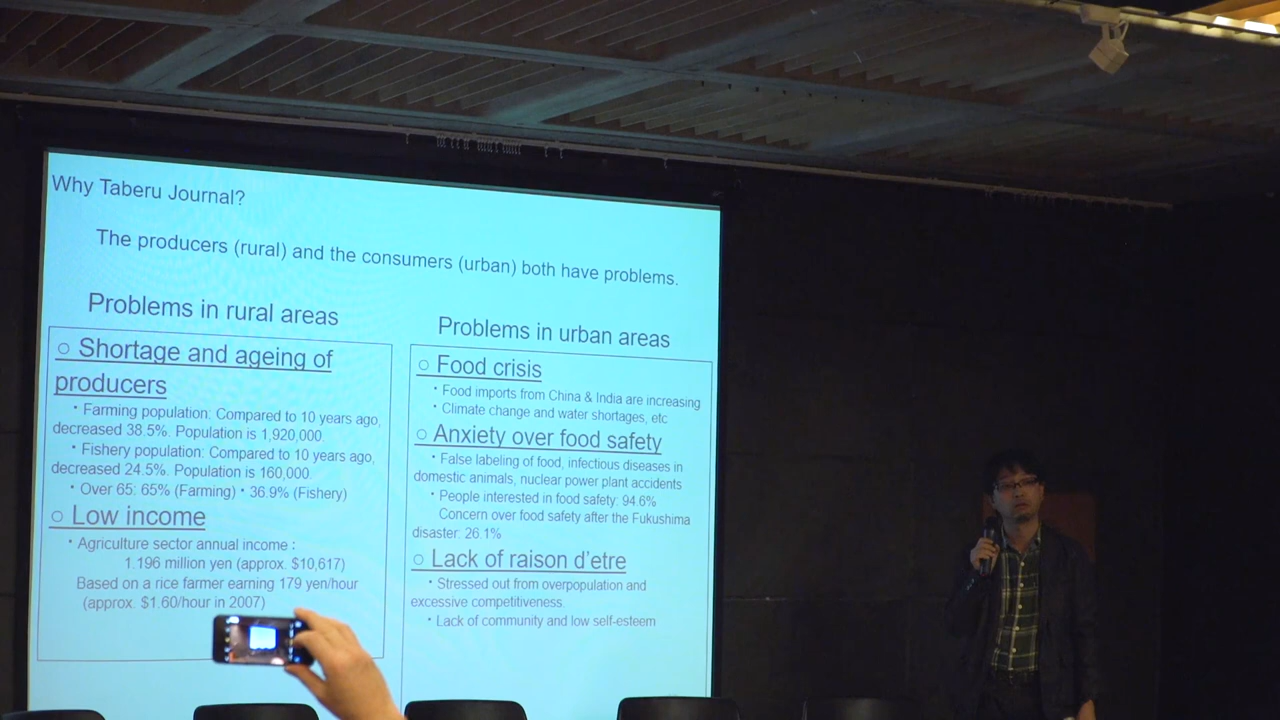 Why Taberu Journal?
The producers (rural) and the consumers (urban) both have problems.
Problems in rural areas
○ Shortage and ageing of
producers
・Farming population: Compared to 10 years ago,
decreased 38.5%. Population is 1,920,000.
・Fishery population: Compared to 10 years ago,
decreased 24.5%. Population is 160,000.
・Over 65: 65% (Farming)・36.9% (Fishery)
○ Low income
・Agriculture sector annual income :
1.196 million yen (approx. $10,617)
Based on a rice farmer earning 179 yen/hour
(approx. $1.60/hour in 2007)
Problems in urban areas
○ Food crisis
・Food imports from China & India are increasing
・Climate change and water shortages, etc
○ Anxiety over food safety
・False labeling of food, infectious diseases in
domestic animals, nuclear power plant accidents
・People interested in food safety: 94.6%
Concern over food safety after the Fukushima
disaster: 26.1%
○ Lack of raison d’etre
・Stressed out from overpopulation and
excessive competitiveness.
・Lack of community and low self-esteem